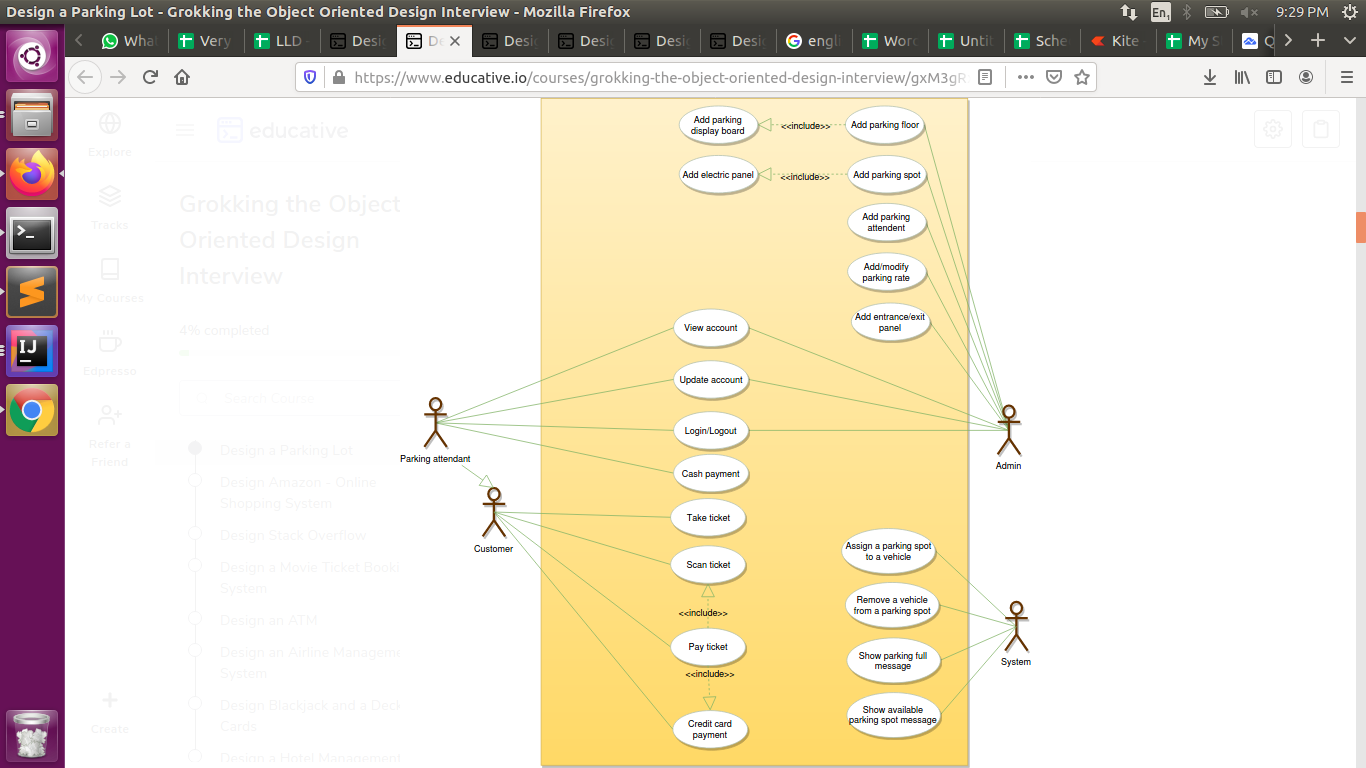 Design a Parking Lot - Grokking the Object Oriented Design Interview - Mozilla Firefox
En1
9:29 PM
What
Very
LLD -
Desi
D
Desi
Desi
Desi
Desi
engl
Wor
Unti
Sche
Kite
My S
Q
https://www.educative.io/courses/grokking-the-object-oriented-design-interview/gxM3gR
educative
Explore
Tracks
My Courses
Edpresso
Refer a
Friend
Create
Grokking the Object
Oriented Design
Interview
4% completed
Search Course
Design a Parking Lot
Design Amazon - Online
Shopping System
Design Stack Overflow
Design a Movie Ticket Booki
System
Design an ATM
Design an Airline Manageme
System
Design Blackjack and a Deck
Cards
Design a Hotel Management
Add parking
display board
<<include>>
Add parking floor
Add electric panel
<<include>>
Add parking spot
Add parking
attendent
Add/modify
parking rate
Add entrance/exit
panel
View account
Update account
Login/Logout
Cash payment
Parking attendant
Admin
Take ticket
Customer
Scan ticket
<<include>>
Pay ticket
<<include>>
Credit card
payment
Assign a parking spot
to a vehicle
Remove a vehicle
from a parking spot
System
Show parking full
message
Show available
parking spot message